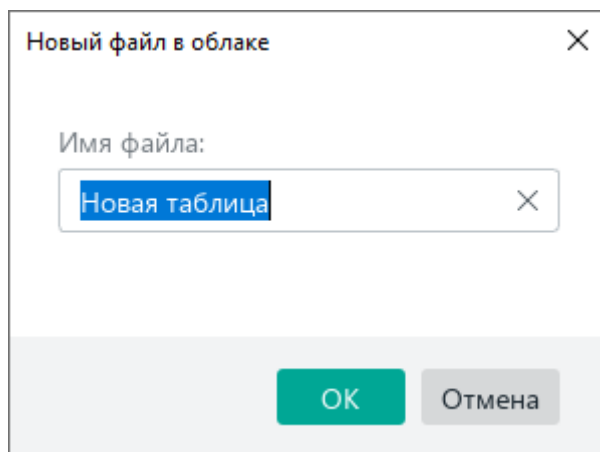 Новый файл в облаке
Имя файла:
Новая таблица
ОК Отмена